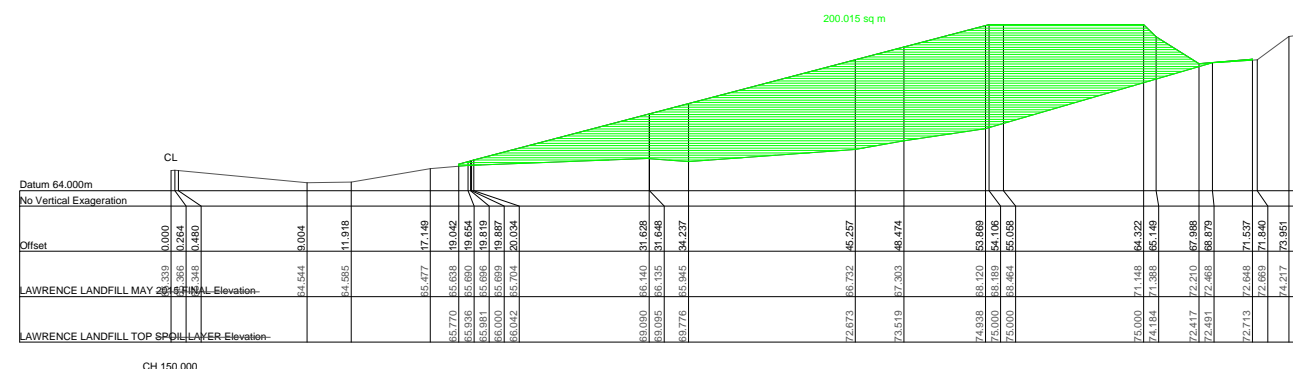 200.015 sq m
CL
Datum 64.000m
No Vertical Exageration
Offset 0.000 0.264 0.480 9.004 11.918 17.149 19.042 19.654 19.819 19.887 20.034 31.628 31.648 34.237 45.257 48.474 53.869 54.106 55.058 64.322 65.149 67.988 68.879 71.537 71.840 73.951
LAWRENCE LANDFILL MAY 2015 FINAL Elevation 64.544 64.585 65.477 65.638 65.690 65.696 65.699 65.704 66.140 66.135 65.945 66.732 67.303 68.120 68.189 68.464 71.148 71.388 72.210 72.468 72.648 72.669 74.217
LAWRENCE LANDFILL TOP SPOIL LAYER Elevation 65.770 65.936 65.981 66.000 66.042 69.090 69.095 69.776 72.673 73.519 74.938 75.000 75.000 75.000 74.184 72.417 72.491 72.713
CH 150.000